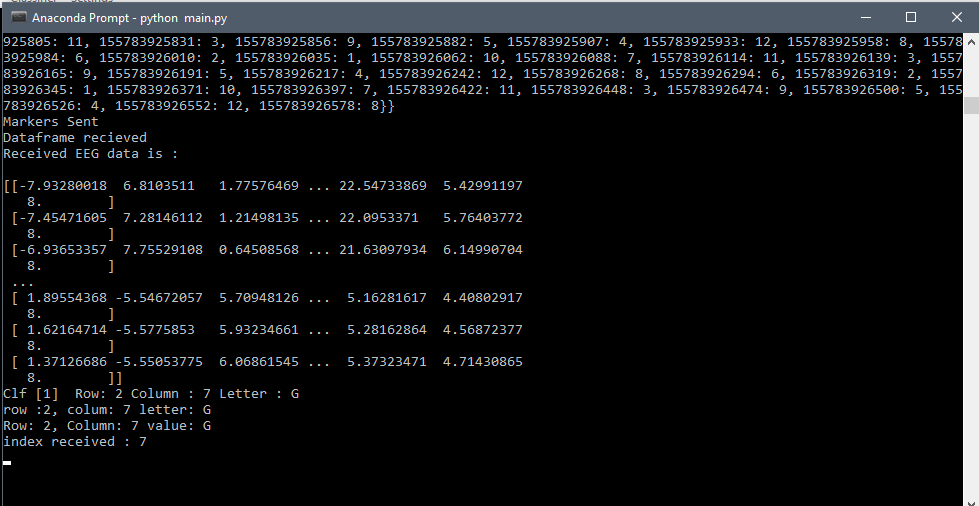 Anaconda Prompt - python main.py
925805: 11, 155783925831: 3, 155783925856: 9, 155783925882: 5, 155783925907: 4, 155783925933: 12, 155783925958: 8, 15578
3925984: 6, 155783926010: 2, 155783926035: 1, 155783926062: 10, 155783926088: 7, 155783926114: 11, 155783926139: 3, 1557
83926165: 9, 155783926191: 5, 155783926217: 4, 155783926242: 12, 155783926268: 8, 155783926294: 6, 155783926319: 2, 1557
83926345: 1, 155783926371: 10, 155783926397: 7, 155783926422: 11, 155783926448: 3, 155783926474: 9, 155783926500: 5, 155
783926526: 4, 155783926552: 12, 155783926578: 8}}
Markers Sent
Dataframe recieved
Received EEG data is :
[[-7.93280018 6.8103511 1.77576469 ... 22.54733869 5.42991197
8. ]
[-7.45471605 7.28146112 1.21498135 ... 22.0953371 5.76403772
8. ]
[-6.93653357 7.75529108 0.64508568 ... 21.63097934 6.14990704
8. ]
...
[ 1.89554368 -5.54672057 5.70948126 ... 5.16281617 4.40802917
8. ]
[ 1.62164714 -5.5775853 5.93234661 ... 5.28162864 4.56872377
8. ]
[ 1.37126686 -5.55053775 6.06861545 ... 5.37323471 4.71430865
8. ]]
Clf [1] Row: 2 Column : 7 Letter : G
row :2, colum: 7 letter: G
Row: 2, Column: 7 value: G
index received : 7